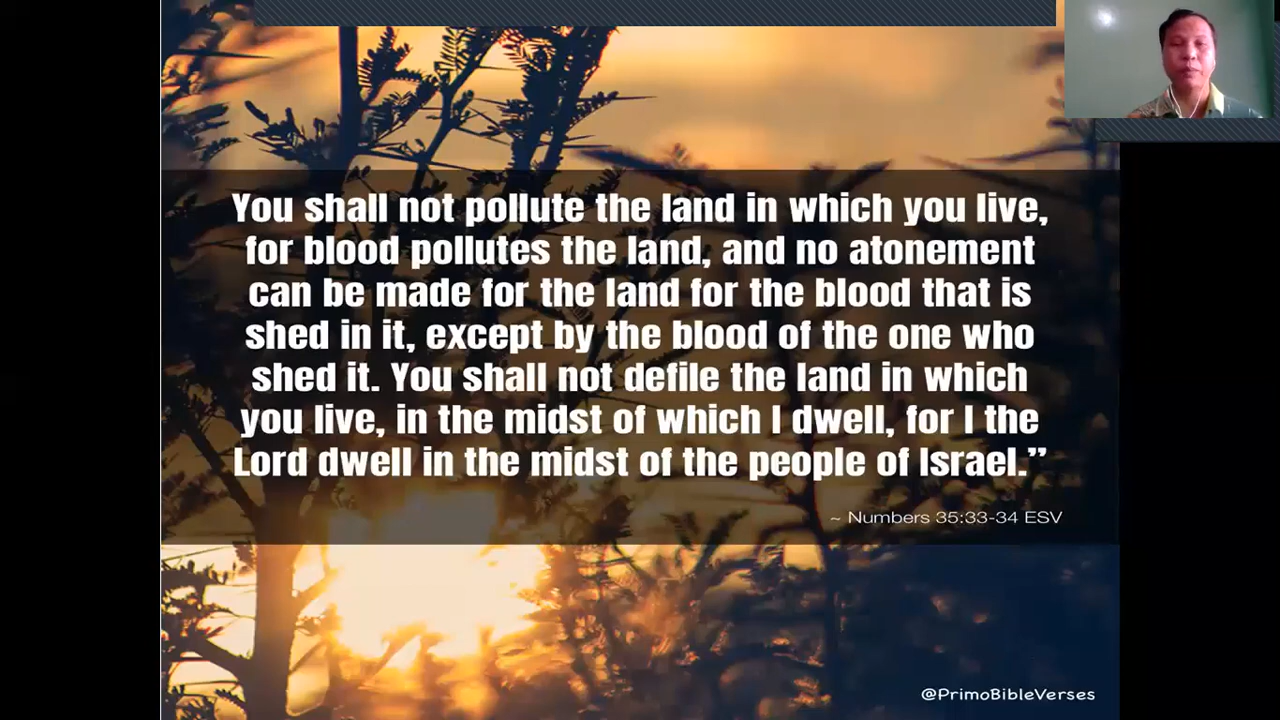 You shall not pollute the land in which you live,
for blood pollutes the land, and no atonement
can be made for the land for the blood that is
shed in it, except by the blood of the one who
shed it. You shall not defile the land in which
you live, in the midst of which I dwell, for I the
Lord dwell in the midst of the people of Israel.”
~ Numbers 35:33-34 ESV
@PrimoBibleVerses